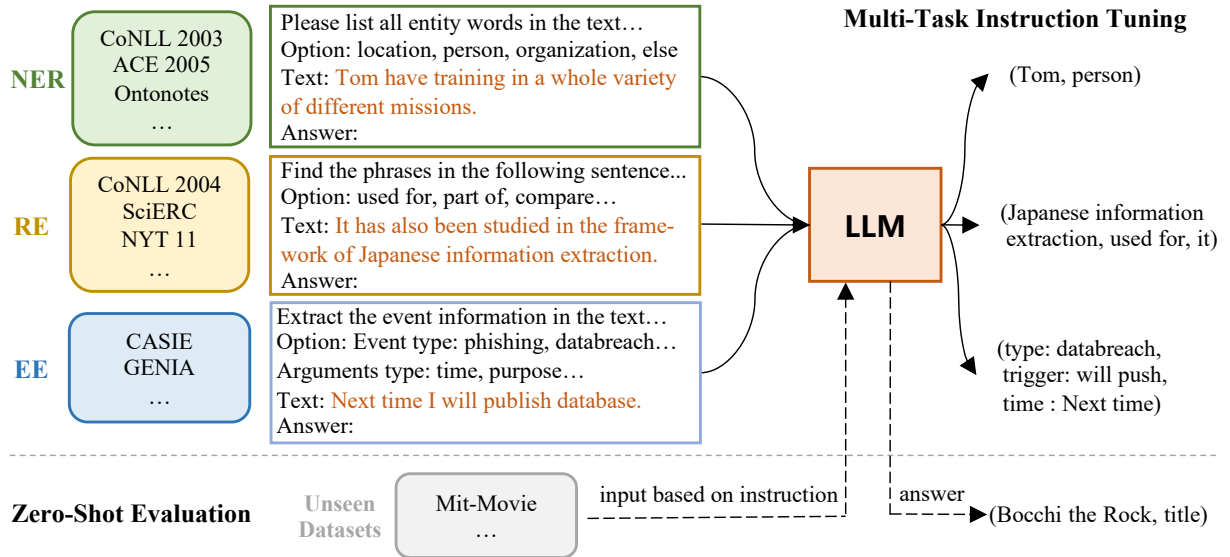 Multi-Task Instruction Tuning
NER
CoNLL 2003
ACE 2005
Ontonotes
…
Please list all entity words in the text…
Option: location, person, organization, else
Text: Tom have training in a whole variety
of different missions.
Answer:
(Tom, person)
RE
CoNLL 2004
SciERC
NYT 11
…
Find the phrases in the following sentence...
Option: used for, part of, compare…
Text: It has also been studied in the frame-
work of Japanese information extraction.
Answer:
LLM
(Japanese information
extraction, used for, it)
EE
CASIE
GENIA
…
Extract the event information in the text…
Option: Event type: phishing, databreach…
Arguments type: time, purpose…
Text: Next time I will publish database.
Answer:
(type: databreach,
trigger: will push,
time : Next time)
Zero-Shot Evaluation
Unseen
Datasets
Mit-Movie
…
input based on instruction
answer
(Bocchi the Rock, title)